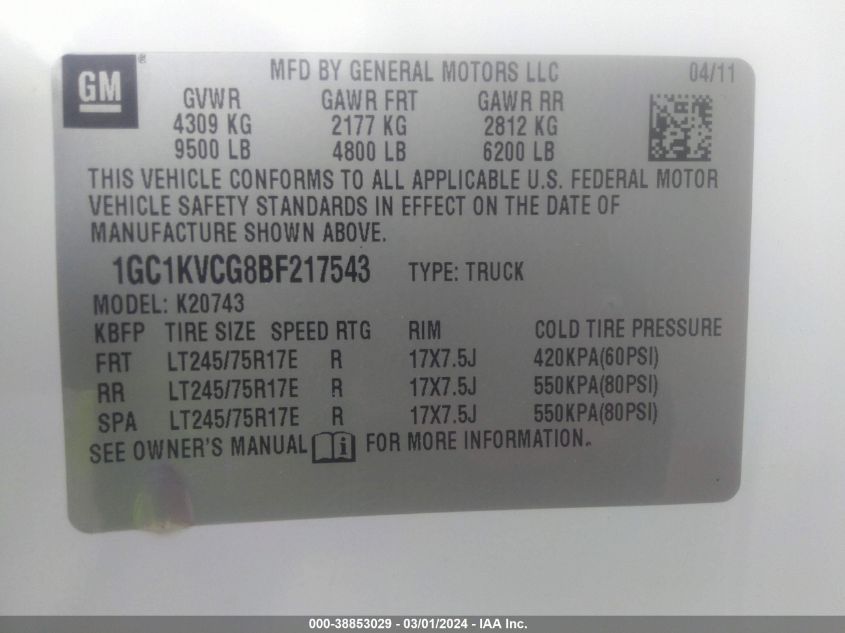 GM ® MFD BY GENERAL MOTORS LLC 04/11
GVWR GAWR FRT GAWR RR
4309 KG 2177 KG 2812 KG
9500 LB 4800 LB 6200 LB
THIS VEHICLE CONFORMS TO ALL APPLICABLE U.S. FEDERAL MOTOR
VEHICLE SAFETY STANDARDS IN EFFECT ON THE DATE OF
MANUFACTURE SHOWN ABOVE.
1GC1KVCG8BF217543 TYPE: TRUCK
MODEL: K20743
KBFP TIRE SIZE SPEED RTG RIM COLD TIRE PRESSURE
FRT LT245/75R17E R 17X7.5J 420KPA(60PSI)
RR LT245/75R17E R 17X7.5J 550KPA(80PSI)
SPA LT245/75R17E R 17X7.5J 550KPA(80PSI)
SEE OWNER'S MANUAL i FOR MORE INFORMATION.
000-38853029 - 03/01/2024 - IAA Inc.